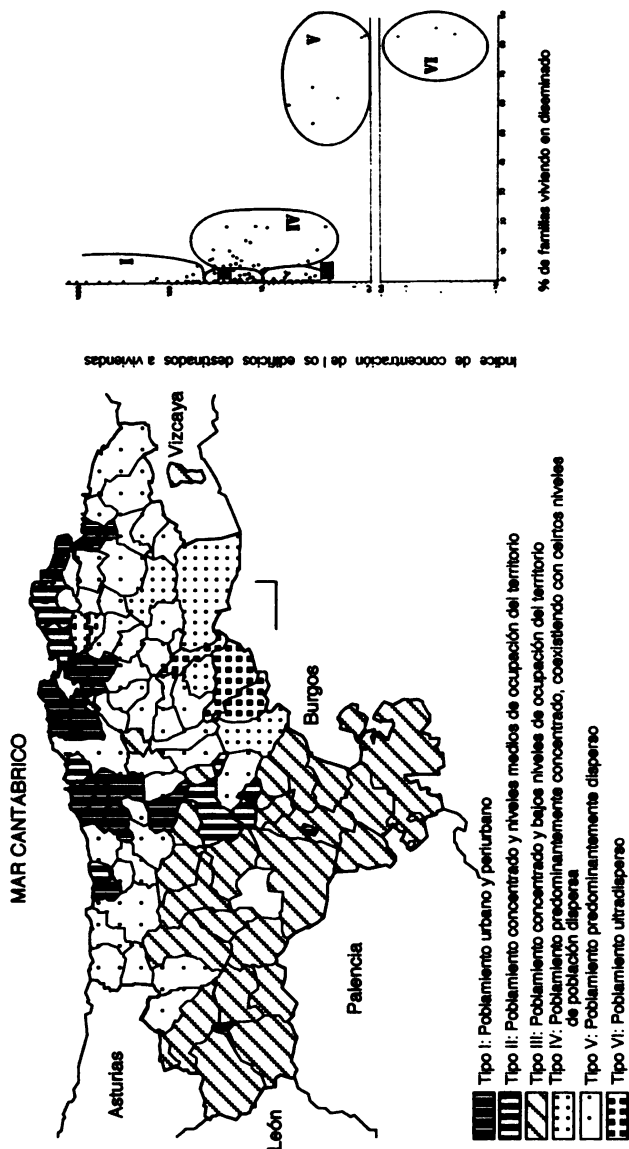 MAR CANTABRICO
Asturias
León
Palencia
Burgos
Vizcaya
Tipo I: Poblamiento urbano y periurbano
Tipo II: Poblamiento concentrado y niveles medios de ocupación del territorio
Tipo III: Poblamiento concentrado y bajos niveles de ocupación del territorio
Tipo IV: Poblamiento predominantemente concentrado, coexistiendo con ceirtos niveles
de población dispersa
Tipo V: Poblamiento predominantemente disperso
Tipo VI: Poblamiento ultradisperso
Indice de concentración de l os edificios destinados a viviendas
I
IV
V
VI
% de familias viviendo en diseminado